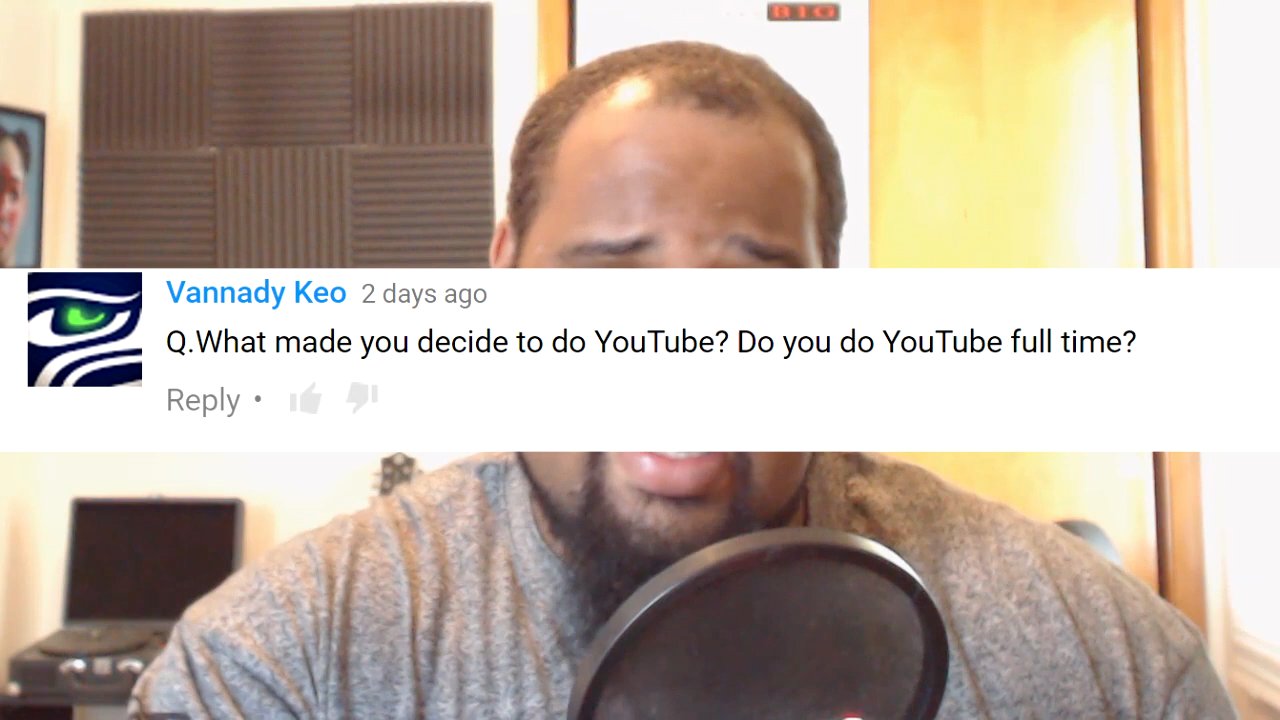 BIG
Vannady Keo 2 days ago
Q.What made you decide to do YouTube? Do you do YouTube full time?
Reply •